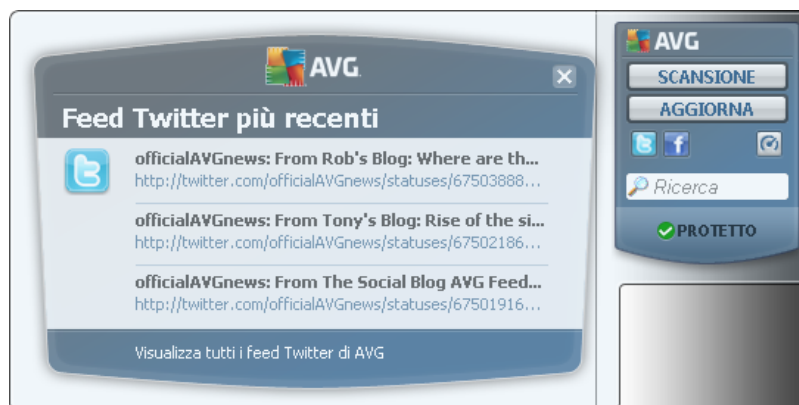 AVG
Feed Twitter più recenti
officialAVGnews: From Rob's Blog: Where are th...
http://twitter.com/officialAVGnews/statuses/67503888...
officialAVGnews: From Tony's Blog: Rise of the si...
http://twitter.com/officialAVGnews/statuses/67502186...
officialAVGnews: From The Social Blog AVG Feed...
http://twitter.com/officialAVGnews/statuses/67501916...
Visualizza tutti i feed Twitter di AVG
AVG
SCANSIONE
AGGIORNA
Ricerca
PROTETTO